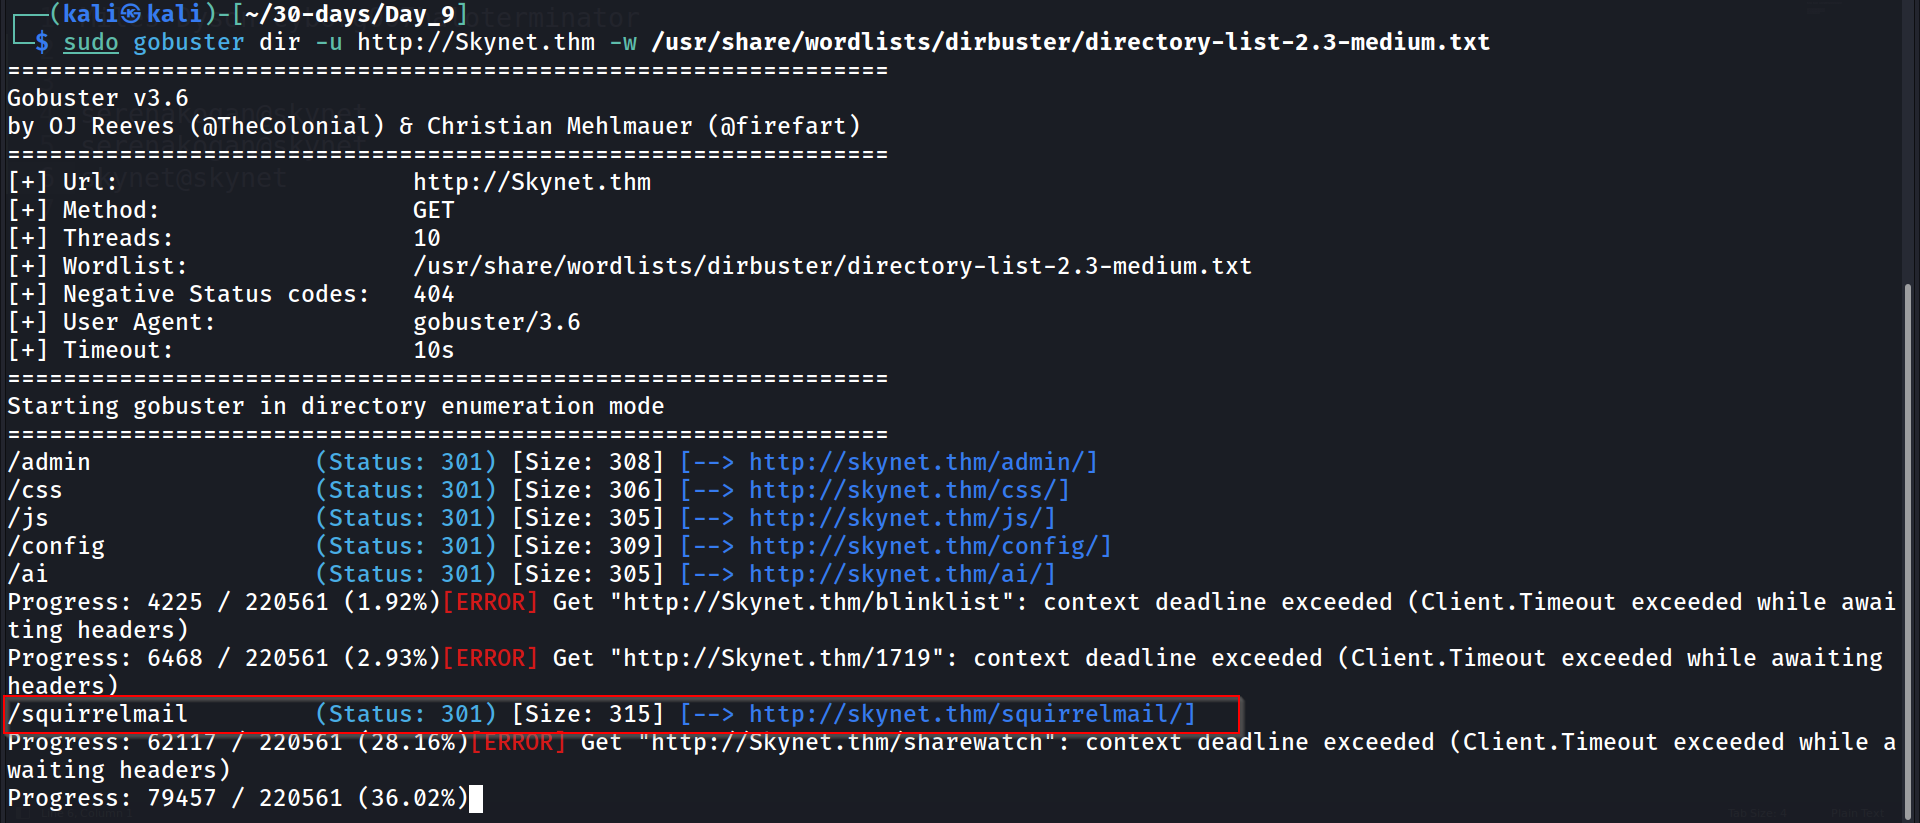 (kali㉿kali)-[~/30-days/Day_9]
$ sudo gobuster dir -u http://Skynet.thm -w /usr/share/wordlists/dirbuster/directory-list-2.3-medium.txt
===============================================================
Gobuster v3.6
by OJ Reeves (@TheColonial) & Christian Mehlmauer (@firefart)
===============================================================
[+] Url:                     http://Skynet.thm
[+] Method:                  GET
[+] Threads:                 10
[+] Wordlist:                /usr/share/wordlists/dirbuster/directory-list-2.3-medium.txt
[+] Negative Status codes:   404
[+] User Agent:              gobuster/3.6
[+] Timeout:                 10s
===============================================================
Starting gobuster in directory enumeration mode
===============================================================
/admin                (Status: 301) [Size: 308] [--> http://skynet.thm/admin/]
/css                  (Status: 301) [Size: 306] [--> http://skynet.thm/css/]
/js                   (Status: 301) [Size: 305] [--> http://skynet.thm/js/]
/config               (Status: 301) [Size: 309] [--> http://skynet.thm/config/]
/ai                   (Status: 301) [Size: 305] [--> http://skynet.thm/ai/]
Progress: 4225 / 220561 (1.92%)[ERROR] Get "http://Skynet.thm/blinklist": context deadline exceeded (Client.Timeout exceeded while awai
ting headers)
Progress: 6468 / 220561 (2.93%)[ERROR] Get "http://Skynet.thm/1719": context deadline exceeded (Client.Timeout exceeded while awaiting
headers)
/squirrelmail         (Status: 301) [Size: 315] [--> http://skynet.thm/squirrelmail/]
Progress: 62117 / 220561 (28.16%)[ERROR] Get "http://Skynet.thm/sharewatch": context deadline exceeded (Client.Timeout exceeded while a
waiting headers)
Progress: 79457 / 220561 (36.02%)